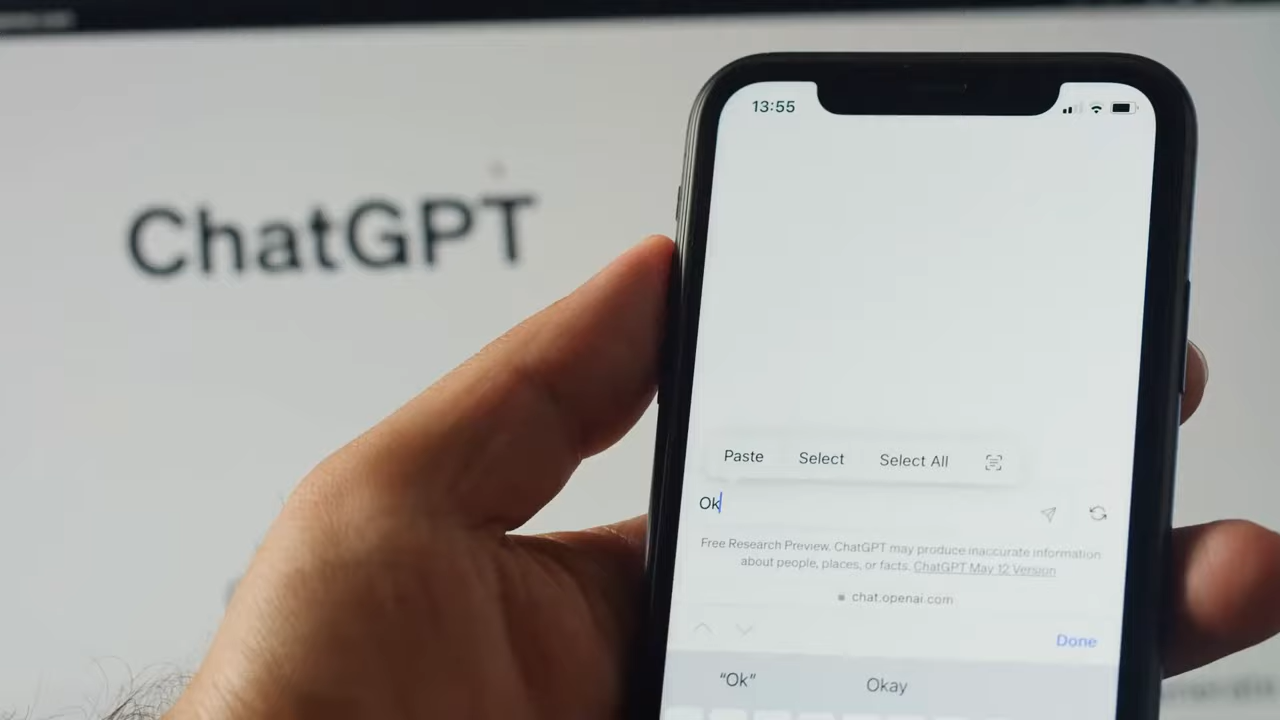 ChatGPT
13:55
Paste Select Select All
Ok
Free Research Preview. ChatGPT may produce inaccurate information
about people, places, or facts. ChatGPT May 12 Version
chat.openai.com
Done
“Ok” Okay